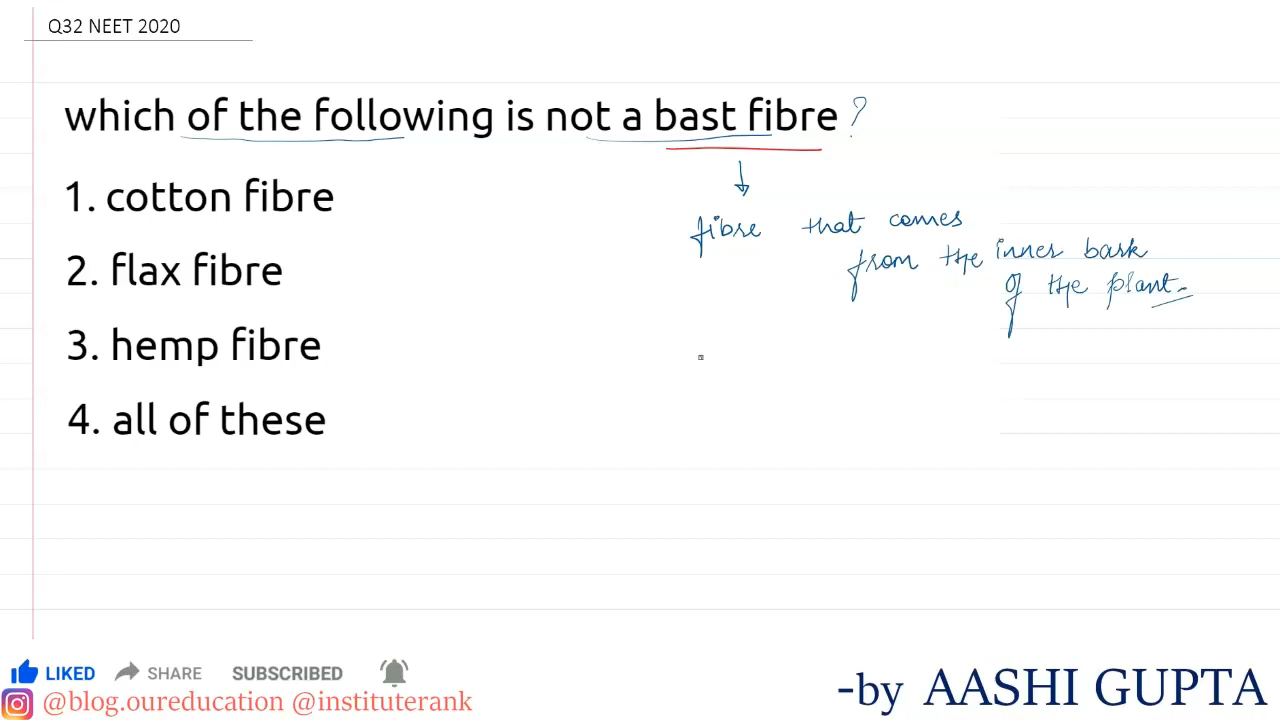 Q32 NEET 2020
which of the following is not a bast fibre ?
1. cotton fibre
2. flax fibre
3. hemp fibre
4. all of these
fibre that comes
from the inner bark
of the plant.
LIKED SHARE SUBSCRIBED
@blog.oureducation @instituterank
-by AASHI GUPTA